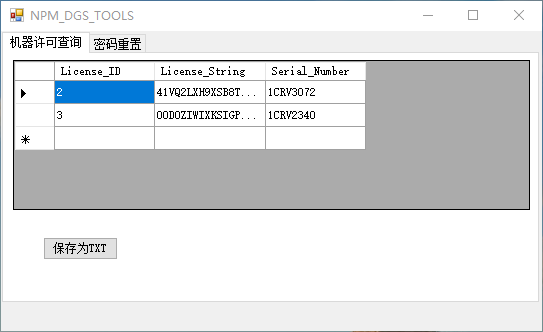 NPM_DGS_TOOLS
机器许可查询 密码重置
License_ID License_String Serial_Number
2 41VQ2LXH9XSB8T... 1CRV3072
3 OODOZIWIXKSIGP... 1CRV2340
保存为TXT